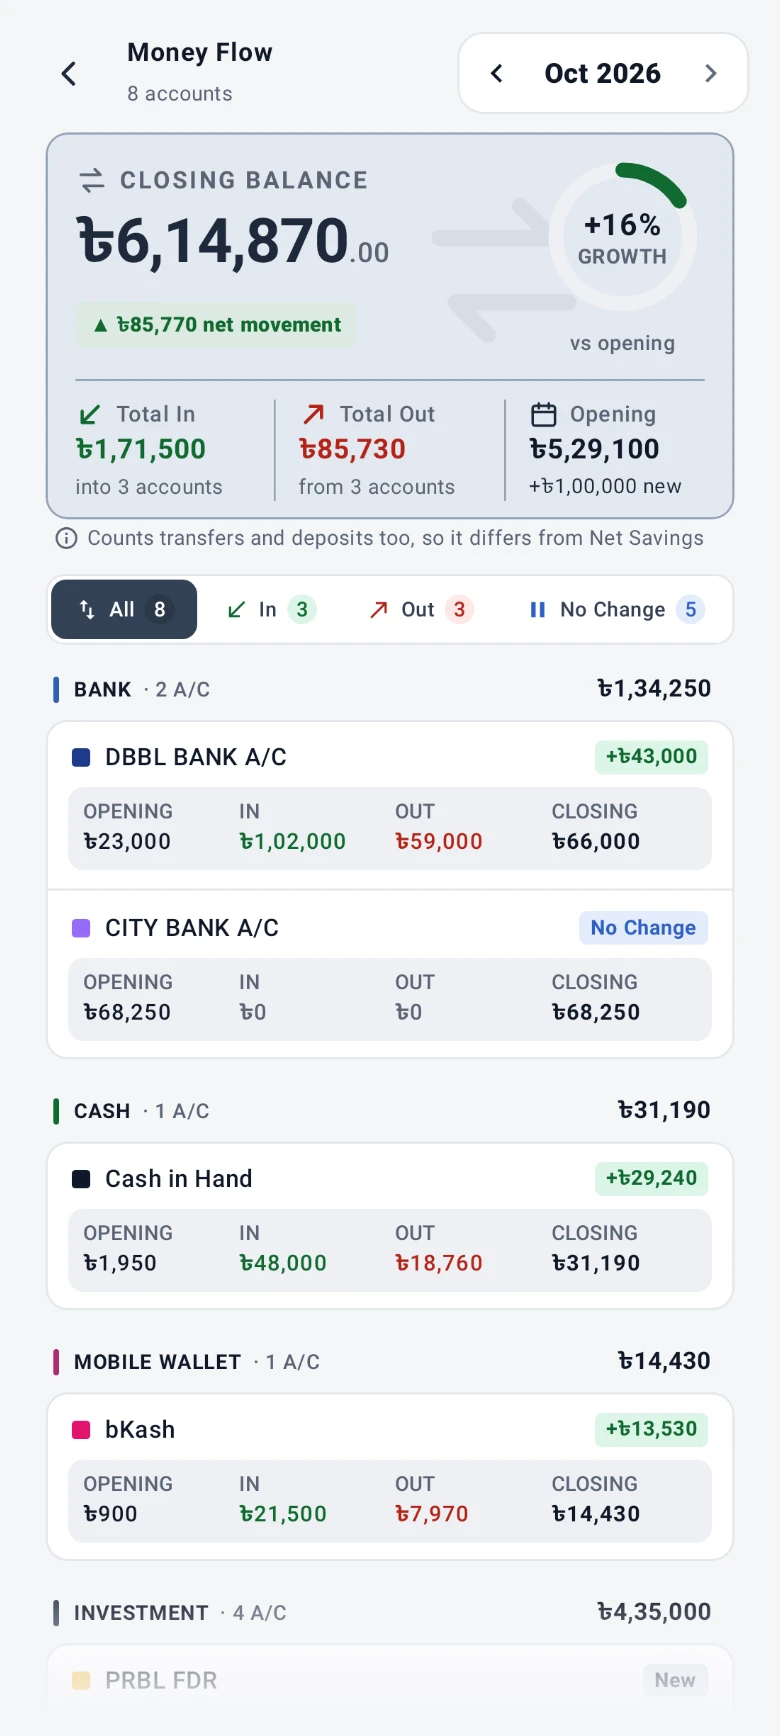 Money Flow
8 accounts
Oct 2026
CLOSING BALANCE
৳6,14,870.00
▲ ৳85,770 net movement
+16%
GROWTH
vs opening
Total In
৳1,71,500
into 3 accounts
Total Out
৳85,730
from 3 accounts
Opening
৳5,29,100
+৳1,00,000 new
Counts transfers and deposits too, so it differs from Net Savings
All 8 In 3 Out 3 No Change 5
BANK · 2 A/C ৳1,34,250
DBBL BANK A/C +৳43,000
OPENING IN OUT CLOSING
৳23,000 ৳1,02,000 ৳59,000 ৳66,000
CITY BANK A/C No Change
OPENING IN OUT CLOSING
৳68,250 ৳0 ৳0 ৳68,250
CASH · 1 A/C ৳31,190
Cash in Hand +৳29,240
OPENING IN OUT CLOSING
৳1,950 ৳48,000 ৳18,760 ৳31,190
MOBILE WALLET · 1 A/C ৳14,430
bKash +৳13,530
OPENING IN OUT CLOSING
৳900 ৳21,500 ৳7,970 ৳14,430
INVESTMENT · 4 A/C ৳4,35,000
PRBL FDR New